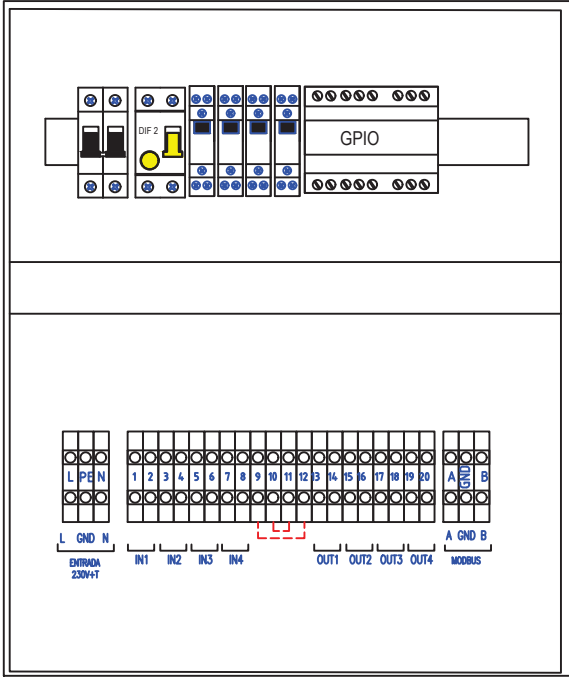 DIF 2
GPIO
L PE N
1 2 3 4 5 6 7 8 9 10 11 12 13 14 15 16 17 18 19 20
A GND B
L GND N
A GND B
ENTRADA
230V+T
IN1 IN2 IN3 IN4
OUT1 OUT2 OUT3 OUT4
MODBUS